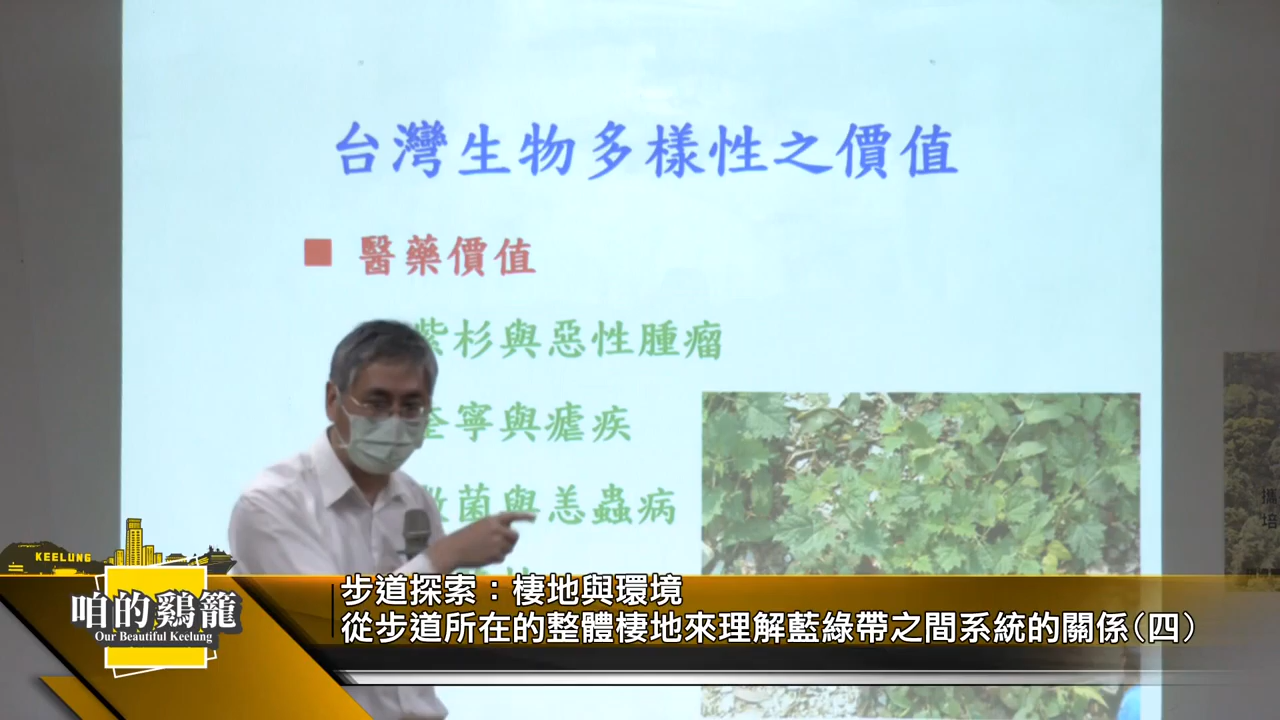 台灣生物多樣性之價值
■ 醫藥價值
紫杉與惡性腫瘤
奎寧與瘧疾
黴菌與恙蟲病
KEELUNG
咱的鷄籠
Our Beautiful Keelung
步道探索：棲地與環境
從步道所在的整體棲地來理解藍綠帶之間系統的關係(四)